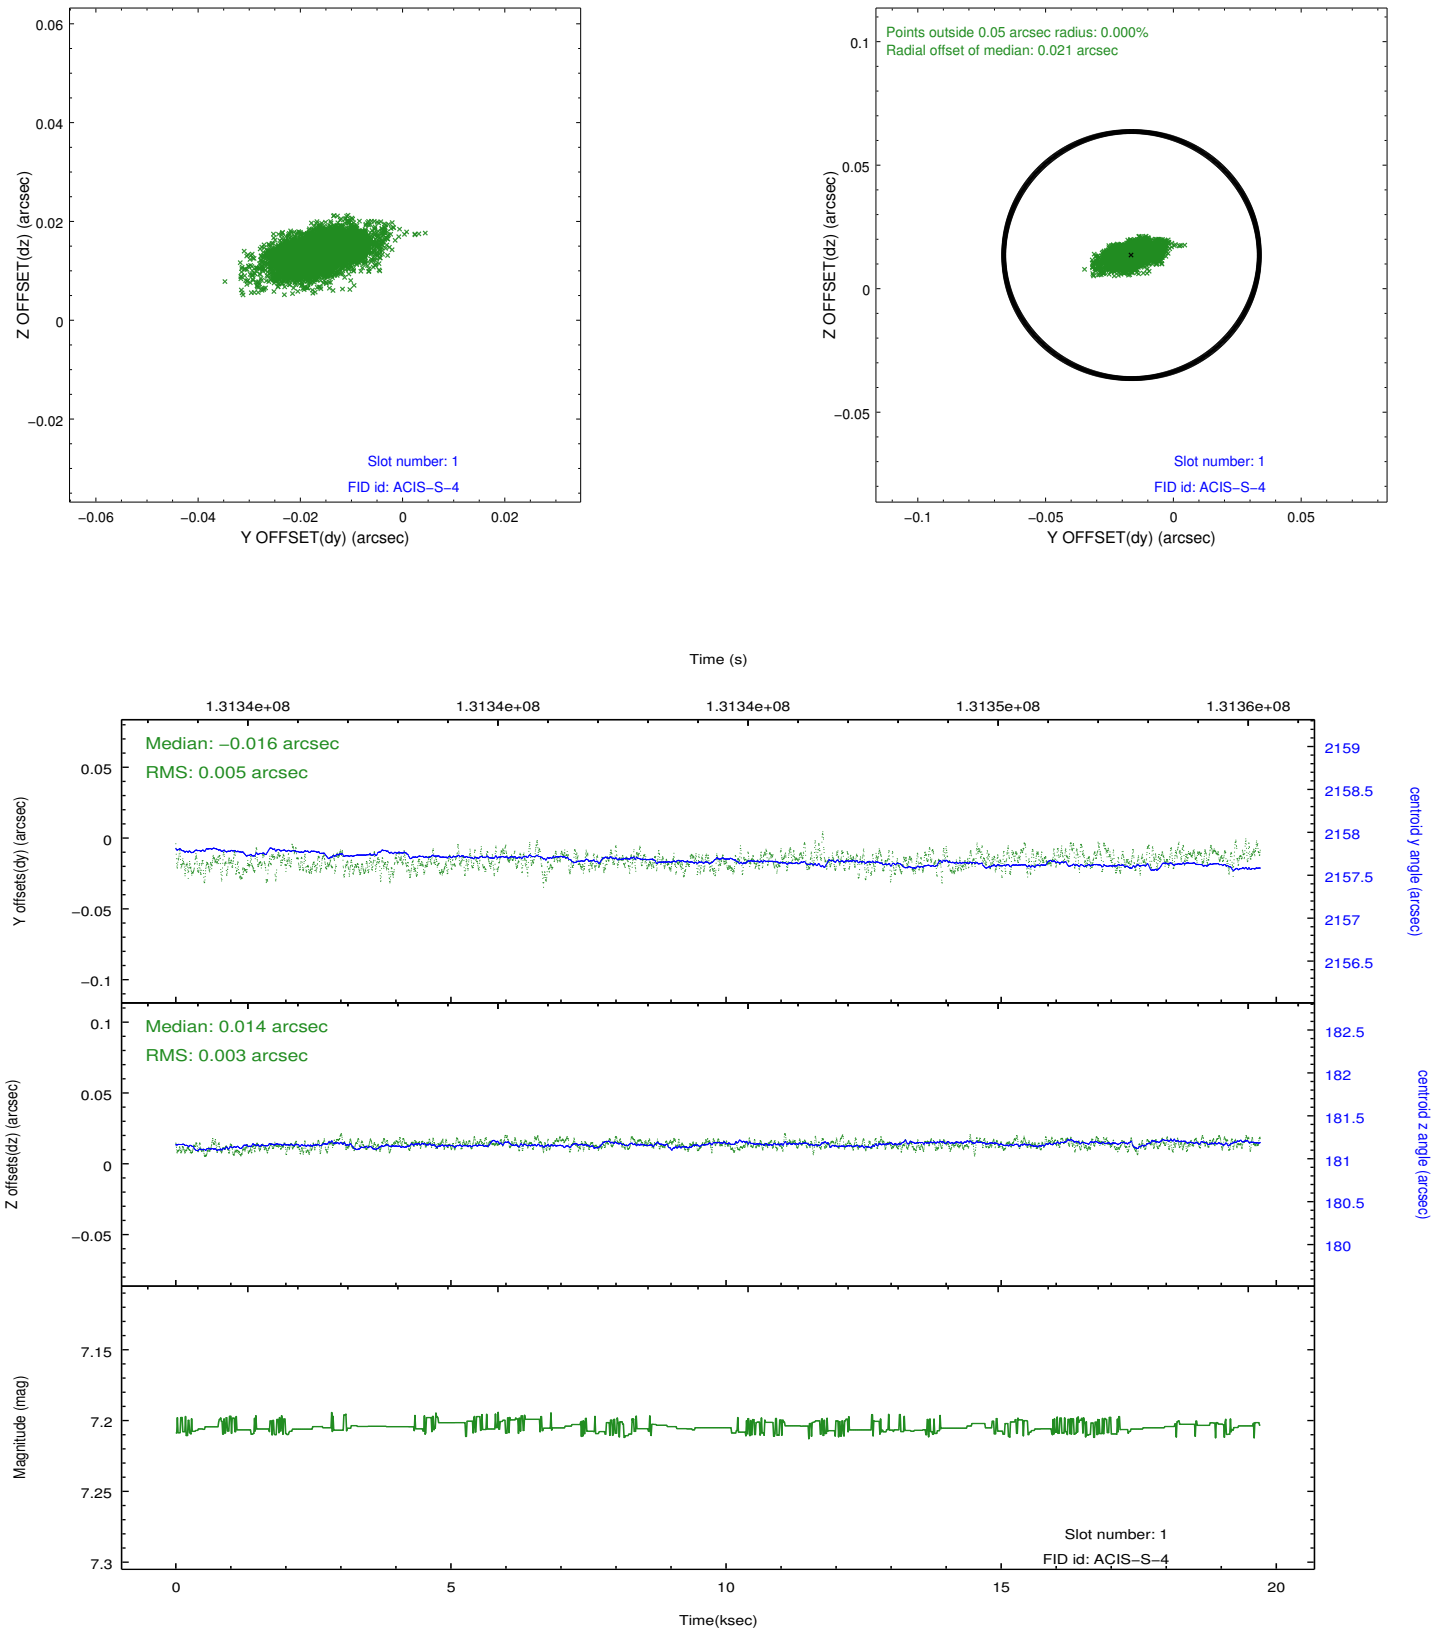 0.06
0.04
0.02
0
−0.02
Z OFFSET(dz) (arcsec)
Slot number: 1
FID id: ACIS−S−4
−0.06 −0.04 −0.02 0 0.02
Y OFFSET(dy) (arcsec)
Points outside 0.05 arcsec radius: 0.000%
Radial offset of median: 0.021 arcsec
0.1
0.05
0
−0.05
Z OFFSET(dz) (arcsec)
Slot number: 1
FID id: ACIS−S−4
−0.1 −0.05 0 0.05
Y OFFSET(dy) (arcsec)
Time (s)
1.3134e+08 1.3134e+08 1.3134e+08 1.3135e+08 1.3136e+08
Median: −0.016 arcsec
RMS: 0.005 arcsec
0.05
0
−0.05
−0.1
Y offsets(dy) (arcsec)
2159
2158.5
2158
2157.5
2157
2156.5
centroid y angle (arcsec)
Median: 0.014 arcsec
RMS: 0.003 arcsec
0.1
0.05
0
−0.05
Z offsets(dz) (arcsec)
182.5
182
181.5
181
180.5
180
centroid z angle (arcsec)
7.15
7.2
7.25
7.3
Magnitude (mag)
Slot number: 1
FID id: ACIS−S−4
0 5 10 15 20
Time(ksec)